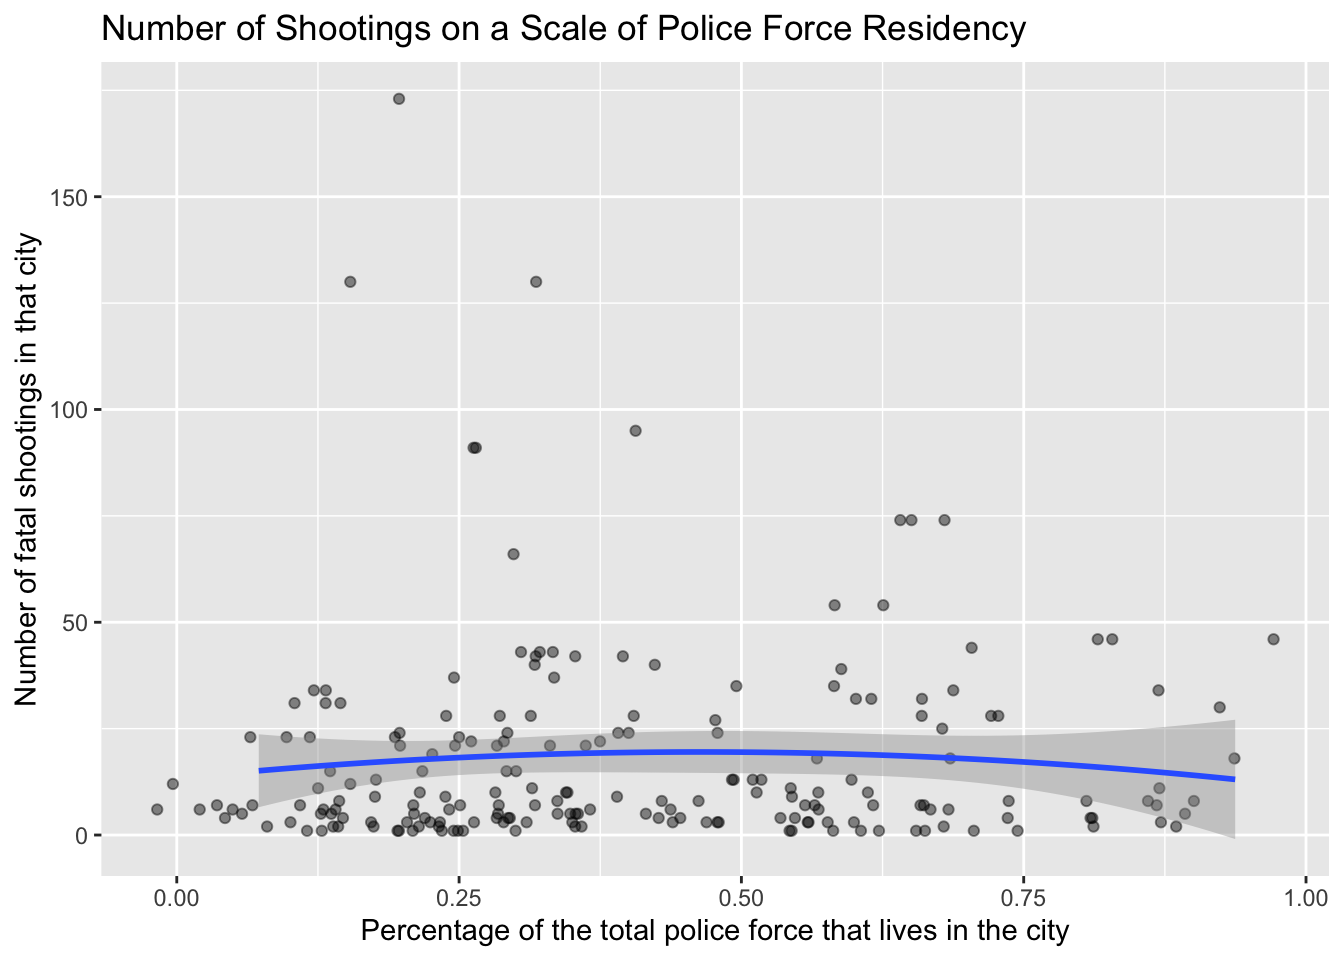 Number of Shootings on a Scale of Police Force Residency
Number of fatal shootings in that city
150
100
50
0
0.00 0.25 0.50 0.75 1.00
Percentage of the total police force that lives in the city